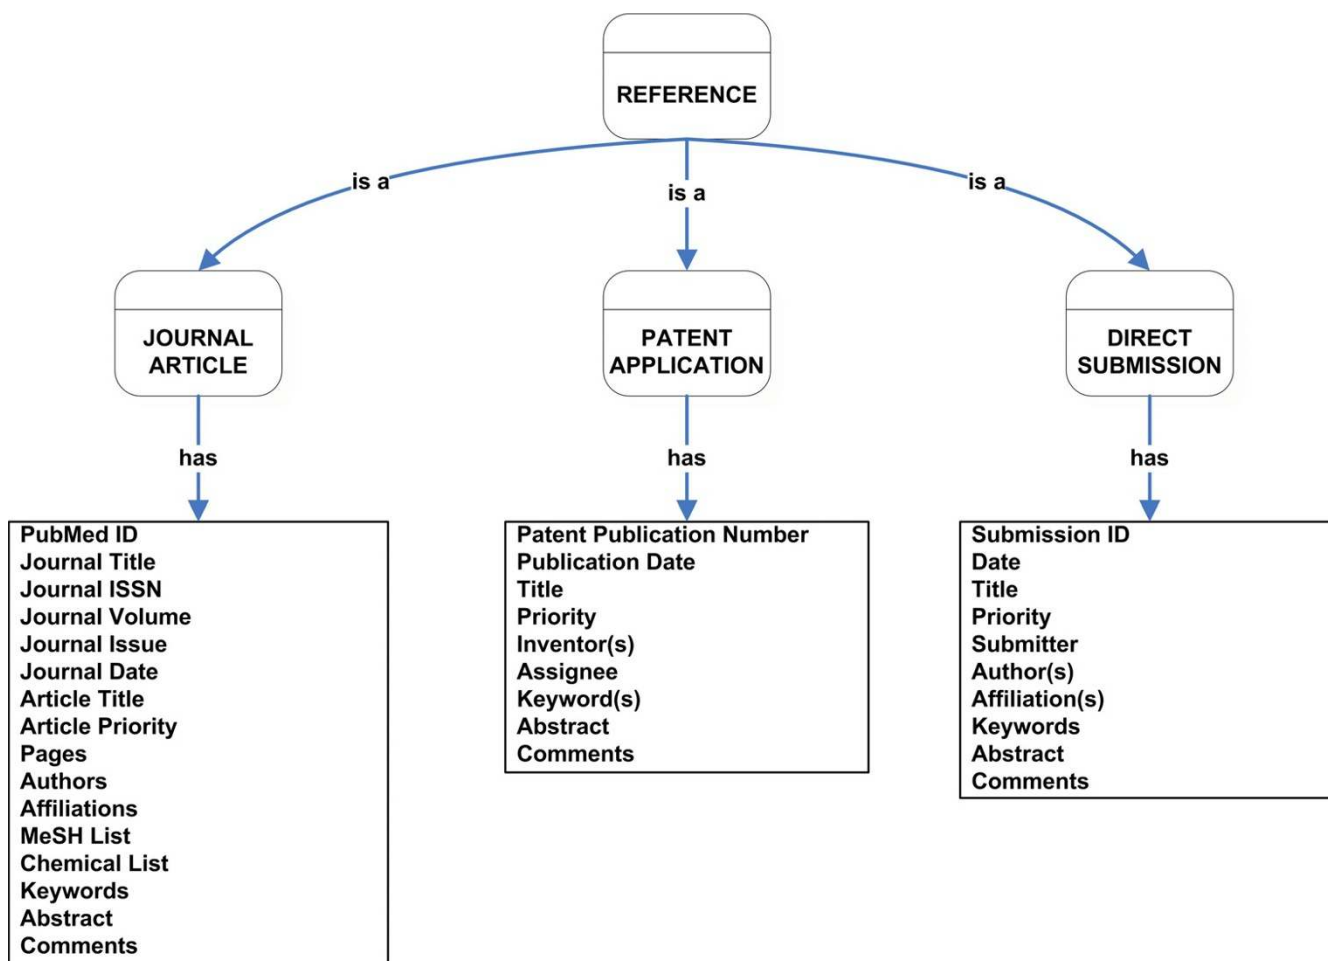 REFERENCE
is a
is a
is a
JOURNAL
ARTICLE
PATENT
APPLICATION
DIRECT
SUBMISSION
has
has
has
PubMed ID
Journal Title
Journal ISSN
Journal Volume
Journal Issue
Journal Date
Article Title
Article Priority
Pages
Authors
Affiliations
MeSH List
Chemical List
Keywords
Abstract
Comments
Patent Publication Number
Publication Date
Title
Priority
Inventor(s)
Assignee
Keyword(s)
Abstract
Comments
Submission ID
Date
Title
Priority
Submitter
Author(s)
Affiliation(s)
Keywords
Abstract
Comments